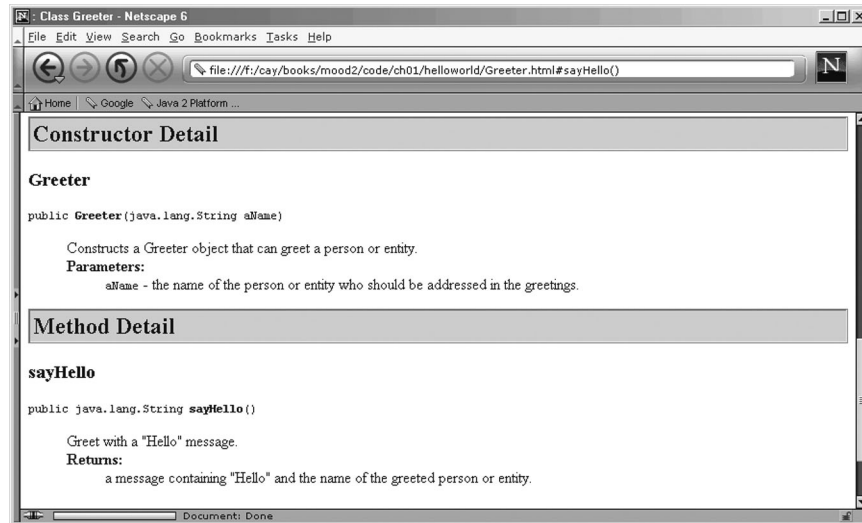 N : Class Greeter - Netscape 6
File Edit View Search Go Bookmarks Tasks Help
file:///f:/cay/books/mood2/code/ch01/helloworld/Greeter.html#sayHello()
N
Home Google Java 2 Platform ...
Constructor Detail
Greeter
public Greeter(java.lang.String aName)
Constructs a Greeter object that can greet a person or entity.
Parameters:
aName - the name of the person or entity who should be addressed in the greetings.
Method Detail
sayHello
public java.lang.String sayHello()
Greet with a "Hello" message.
Returns:
a message containing "Hello" and the name of the greeted person or entity.
Document: Done